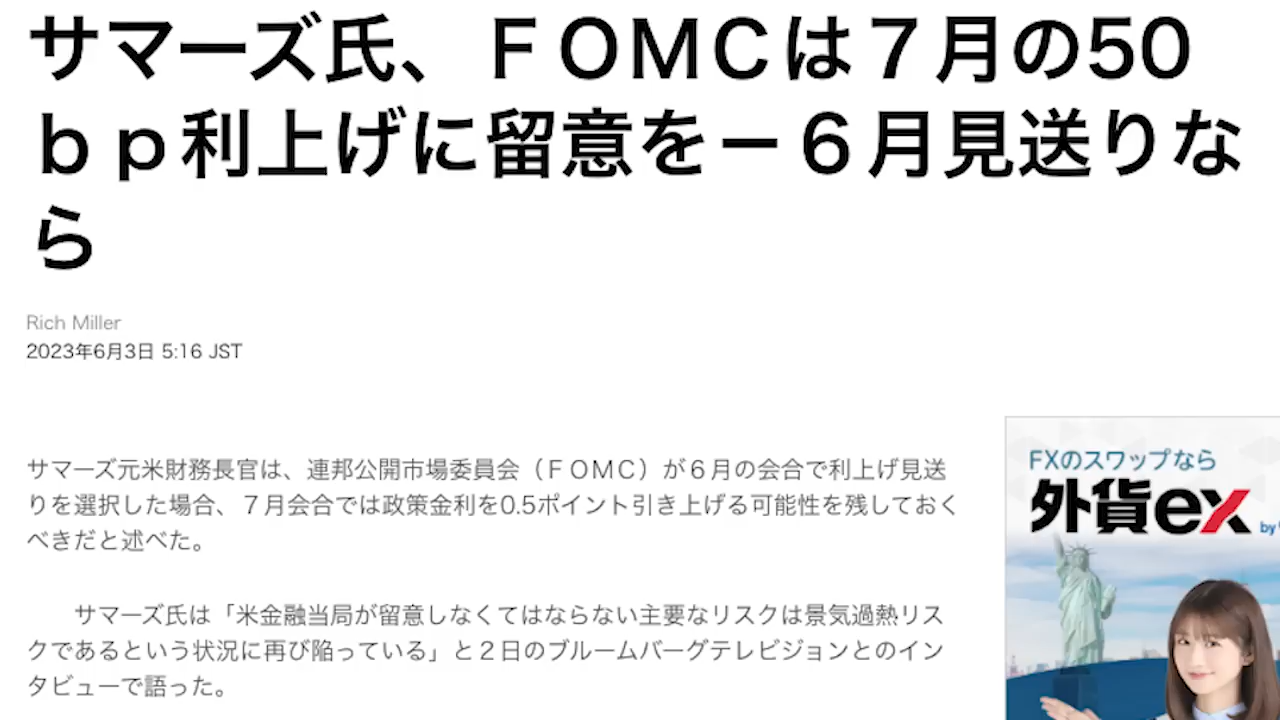 サマーズ氏、ＦＯＭＣは７月の50
ｂｐ利上げに留意を－６月見送りな
ら
Rich Miller
2023年6月3日 5:16 JST
サマーズ元米財務長官は、連邦公開市場委員会（ＦＯＭＣ）が６月の会合で利上げ見送
りを選択した場合、７月会合では政策金利を0.5ポイント引き上げる可能性を残しておく
べきだと述べた。
サマーズ氏は「米金融当局が留意しなくてはならない主要なリスクは景気過熱リス
クであるという状況に再び陥っている」と２日のブルームバーグテレビジョンとのイン
タビューで語った。
FXのスワップなら
外貨ex
by